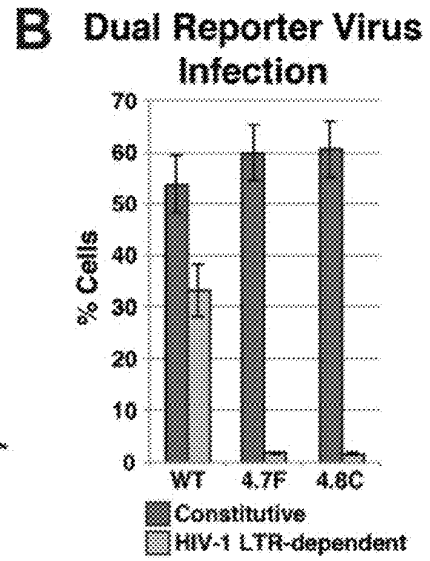 B Dual Reporter Virus
Infection
70
60
50
40
30
20
10
0
% Cells
WT 4.7F 4.8C
Constitutive
HIV-1 LTR-dependent